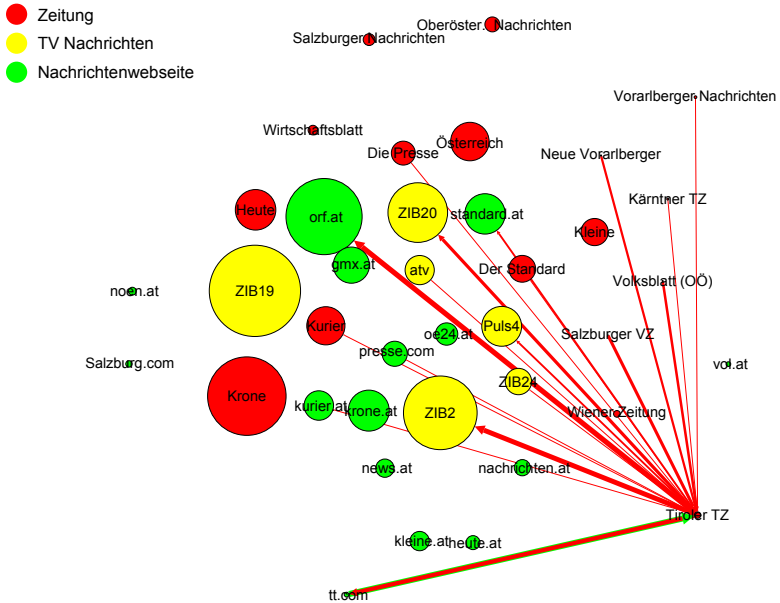 Zeitung
TV Nachrichten
Nachrichtenwebseite
Oberöster. Nachrichten
Salzburger Nachrichten
Vorarlberger Nachrichten
Wirtschaftsblatt
Österreich
Die Presse
Neue Vorarlberger
Kärntner TZ
Heute
orf.at
ZIB20
standard.at
Kleine
gmx.at
atv
Der Standard
Volksblatt (OÖ)
noen.at
ZIB19
Kurier
oe24.at
Puls4
Salzburger VZ
presse.com
Salzburg.com
vol.at
ZIB24
Krone
kurier.at
krone.at
ZIB2
Wiener Zeitung
news.at
nachrichten.at
Tiroler TZ
kleine.at
heute.at
tt.com